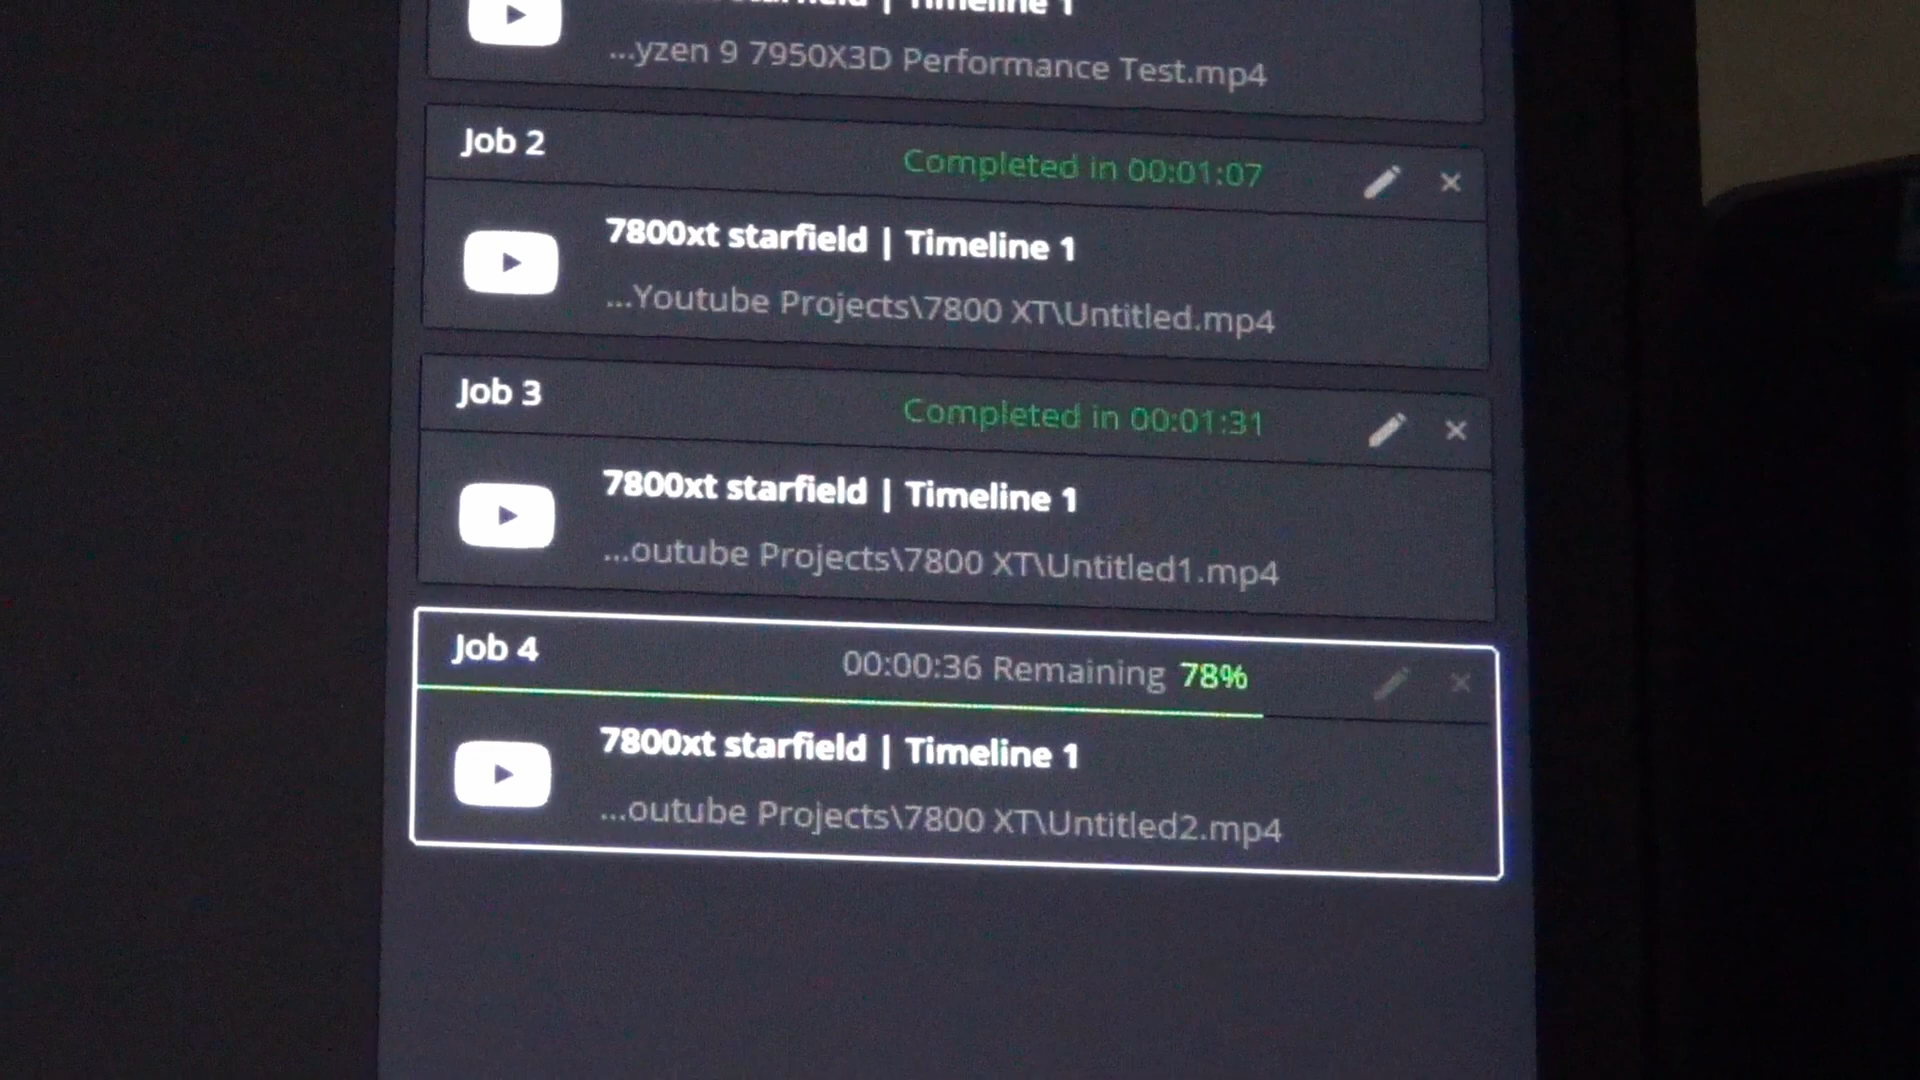 starfield | Timeline 1
...yzen 9 7950X3D Performance Test.mp4
Job 2
Completed in 00:01:07
7800xt starfield | Timeline 1
...Youtube Projects\7800 XT\Untitled.mp4
Job 3
Completed in 00:01:31
7800xt starfield | Timeline 1
...outube Projects\7800 XT\Untitled1.mp4
Job 4
00:00:36 Remaining 78%
7800xt starfield | Timeline 1
...outube Projects\7800 XT\Untitled2.mp4